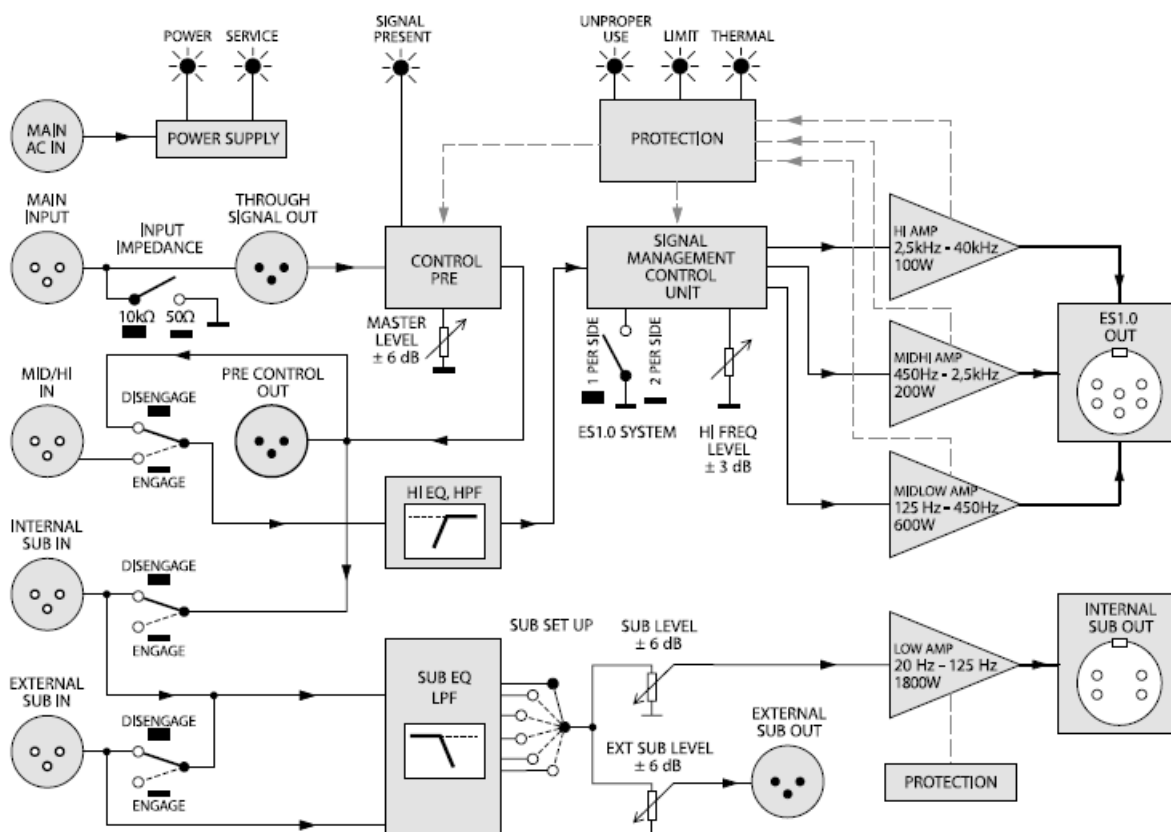 POWER
SERVICE
SIGNAL
PRESENT
UNPROPER
USE
LIMIT
THERMAL
MAIN
AC IN
POWER SUPPLY
PROTECTION
MAIN
INPUT
INPUT
IMPEDANCE
THROUGH
SIGNAL OUT
CONTROL
PRE
SIGNAL
MANAGEMENT
CONTROL
UNIT
HI AMP
2,5kHz - 40kHz
100W
10kΩ
50Ω
MASTER
LEVEL
± 6 dB
1 PER SIDE
2 PER SIDE
ES1.0 SYSTEM
HI FREQ
LEVEL
± 3 dB
MIDHI AMP
450Hz - 2,5kHz
200W
ES1.0
OUT
MID/HI
IN
DISENGAGE
ENGAGE
PRE CONTROL
OUT
HI EQ, HPF
MIDLOW AMP
125 Hz - 450Hz
600W
INTERNAL
SUB IN
DISENGAGE
ENGAGE
SUB SET UP
SUB LEVEL
± 6 dB
LOW AMP
20 Hz - 125 Hz
1800W
INTERNAL
SUB OUT
EXTERNAL
SUB IN
DISENGAGE
ENGAGE
SUB EQ
LPF
EXT SUB LEVEL
± 6 dB
EXTERNAL
SUB OUT
PROTECTION